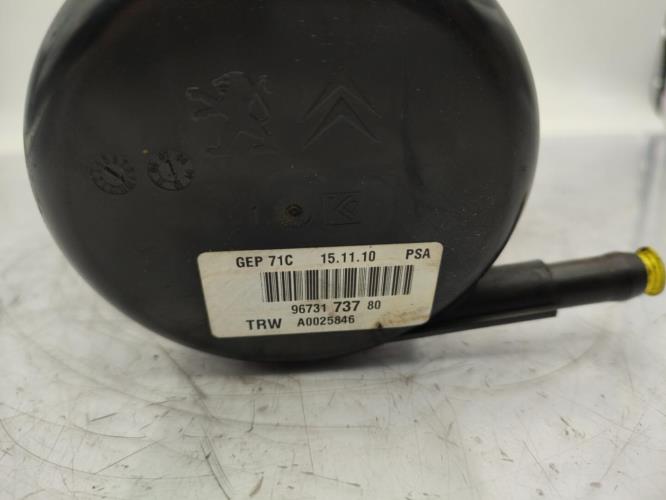 GEP 71C 15.11.10 PSA
96731 737 80
TRW A0025846